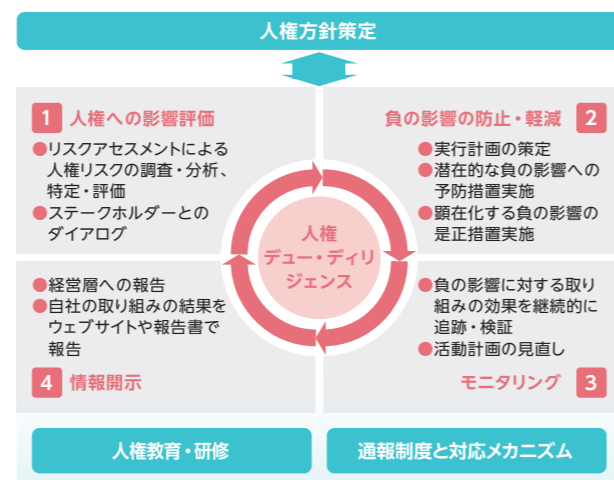 人権方針策定
1 人権への影響評価
●リスクアセスメントによる
人権リスクの調査・分析、
特定・評価
●ステークホルダーとの
ダイアログ
負の影響の防止・軽減 2
●実行計画の策定
●潜在的な負の影響への
予防措置実施
●顕在化する負の影響の
是正措置実施
人権
デュー・ディリ
ジェンス
●負の影響に対する取り
組みの効果を継続的に
追跡・検証
●活動計画の見直し
モニタリング 3
●経営層への報告
●自社の取り組みの結果を
ウェブサイトや報告書で
報告
4 情報開示
人権教育・研修
通報制度と対応メカニズム